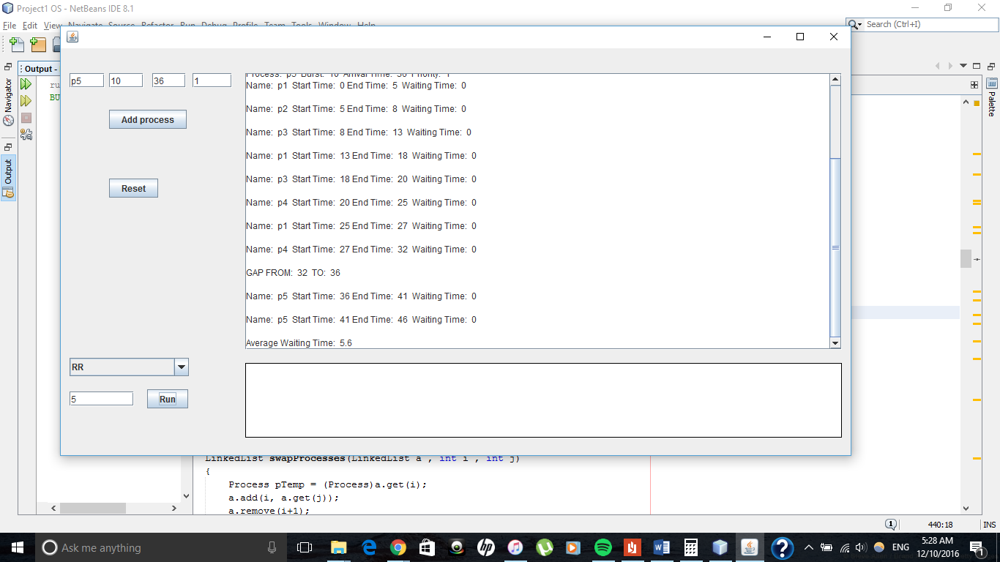 Project1 OS - NetBeans IDE 8.1
File Edit View Navigate Source Refactor Run Debug Profile Team Tools Window Help
Search (Ctrl+I)
Output -
Navigator
Output
Palette
ru
BU
p5 10 36 1
Add process
Reset
RR
5 Run
Process: p5 Burst: 10 Arrival Time: 36 Priority: 1
Name: p1 Start Time: 0 End Time: 5 Waiting Time: 0
Name: p2 Start Time: 5 End Time: 8 Waiting Time: 0
Name: p3 Start Time: 8 End Time: 13 Waiting Time: 0
Name: p1 Start Time: 13 End Time: 18 Waiting Time: 0
Name: p3 Start Time: 18 End Time: 20 Waiting Time: 0
Name: p4 Start Time: 20 End Time: 25 Waiting Time: 0
Name: p1 Start Time: 25 End Time: 27 Waiting Time: 0
Name: p4 Start Time: 27 End Time: 32 Waiting Time: 0
GAP FROM: 32 TO: 36
Name: p5 Start Time: 36 End Time: 41 Waiting Time: 0
Name: p5 Start Time: 41 End Time: 46 Waiting Time: 0
Average Waiting Time: 5.6
LinkedList swapProcesses(LinkedList a , int i , int j)
{
Process pTemp = (Process)a.get(i);
a.add(i, a.get(j));
a.remove(i+1);
1 440:18 INS
Ask me anything
hp
W
?
ENG
5:28 AM
12/10/2016
1